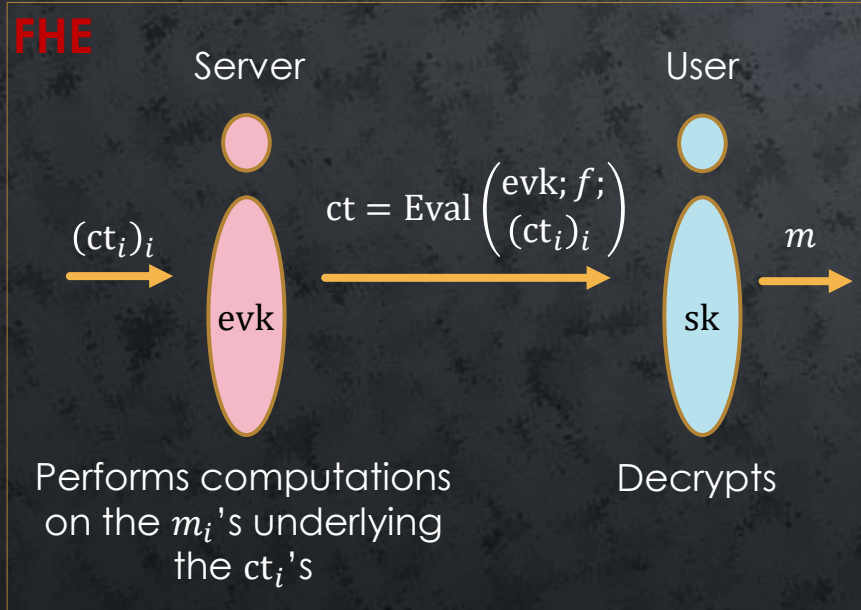 FHE
Server
User
(ct_i)_i
ct = Eval(evk; f;
(ct_i)_i)
m
evk
sk
Performs computations
on the m_i's underlying
the ct_i's
Decrypts